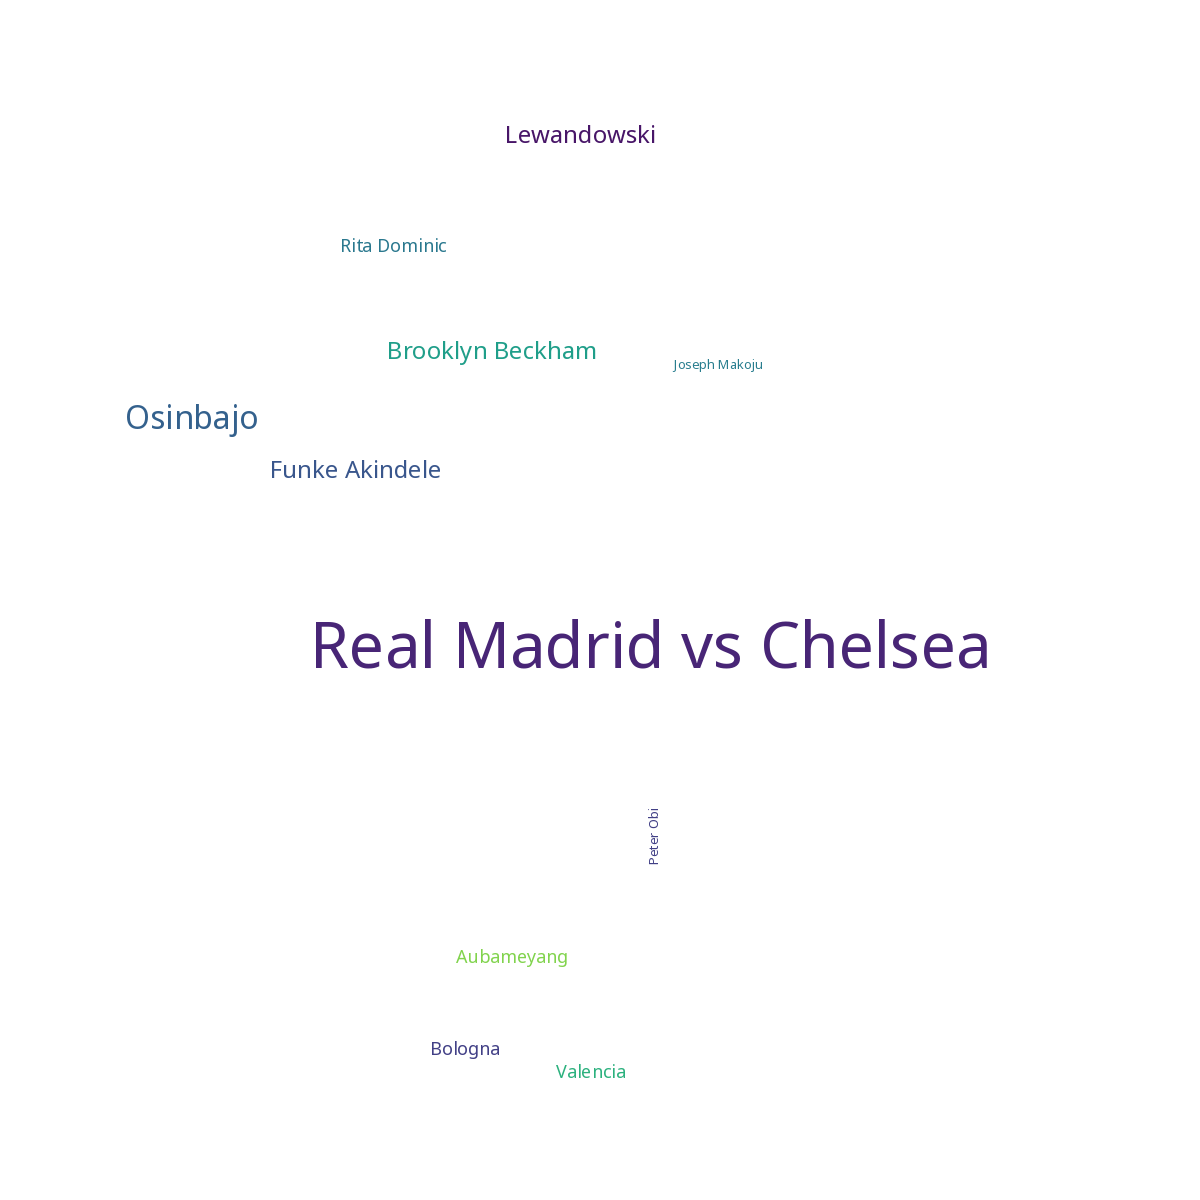 Lewandowski
Rita Dominic
Brooklyn Beckham
Joseph Makoju
Osinbajo
Funke Akindele
Real Madrid vs Chelsea
Peter Obi
Aubameyang
Bologna
Valencia